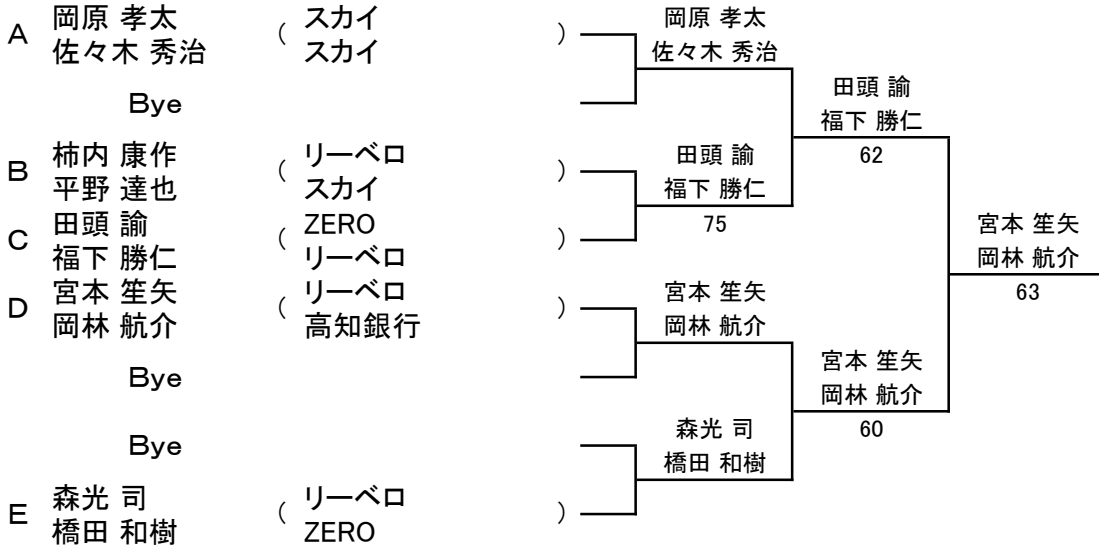 A 岡原 孝太 ( スカイ )
佐々木 秀治 スカイ
Bye
B 柿内 康作 ( リーベロ )
平野 達也 スカイ
C 田頭 諭 ( ZERO )
福下 勝仁 リーベロ
D 宮本 笙矢 ( リーベロ )
岡林 航介 高知銀行
Bye
Bye
E 森光 司 ( リーベロ )
橋田 和樹 ZERO
岡原 孝太
佐々木 秀治
田頭 諭
福下 勝仁
75
宮本 笙矢
岡林 航介
森光 司
橋田 和樹
田頭 諭
福下 勝仁
62
宮本 笙矢
岡林 航介
60
宮本 笙矢
岡林 航介
63